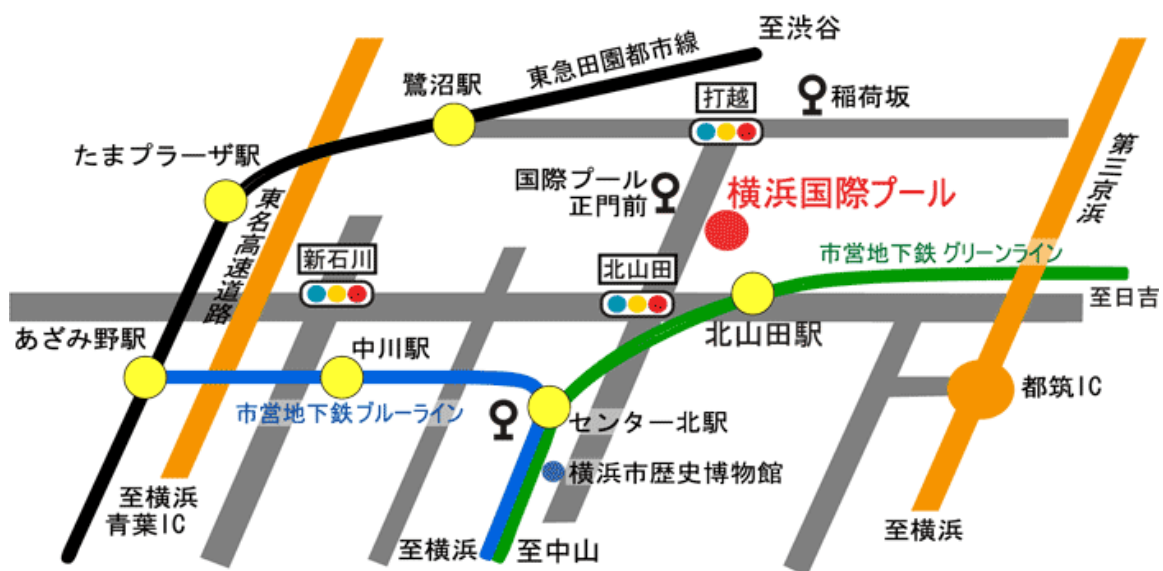 至渋谷
東急田園都市線
鷺沼駅
打越
稲荷坂
たまプラーザ駅
第三京浜
国際プール
正門前
横浜国際プール
東名高速道路
新石川
北山田
市営地下鉄 グリーンライン
至日吉
あざみ野駅
中川駅
北山田駅
都筑IC
市営地下鉄ブルーライン
センター北駅
横浜市歴史博物館
至横浜
青葉IC
至横浜
至中山
至横浜